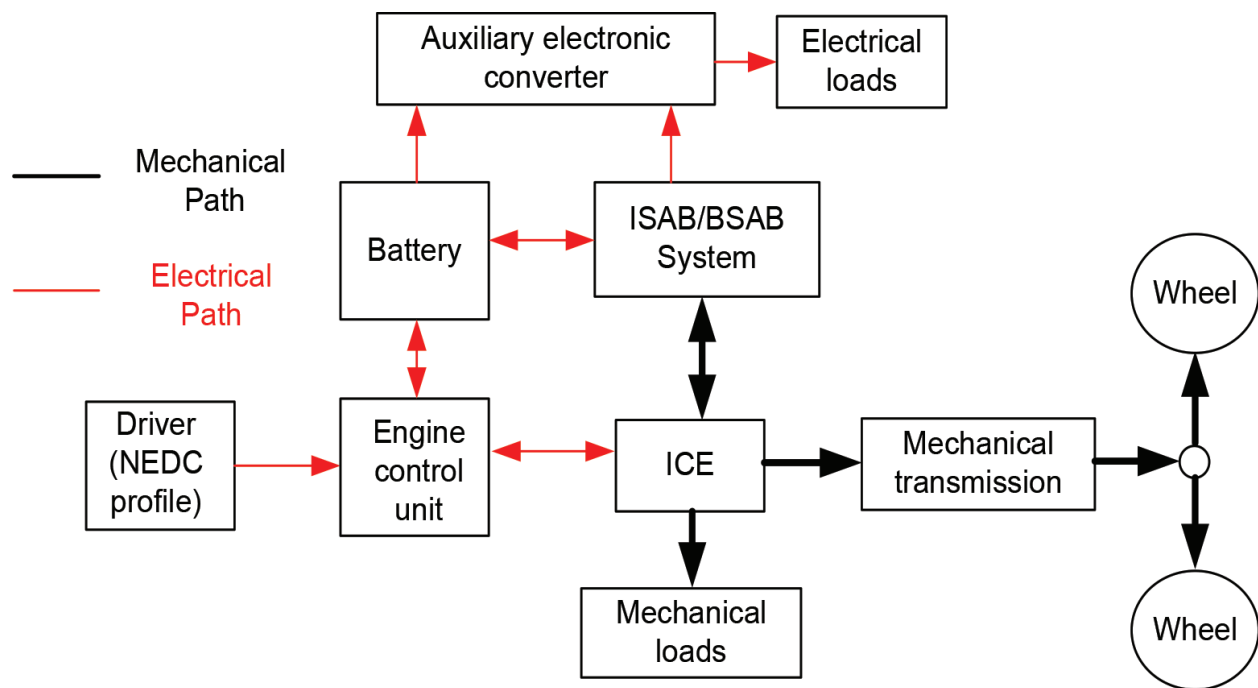 Auxiliary electronic
converter
Electrical
loads
Mechanical
Path
Electrical
Path
Battery
ISAB/BSAB
System
Wheel
Driver
(NEDC
profile)
Engine
control
unit
ICE
Mechanical
transmission
Mechanical
loads
Wheel